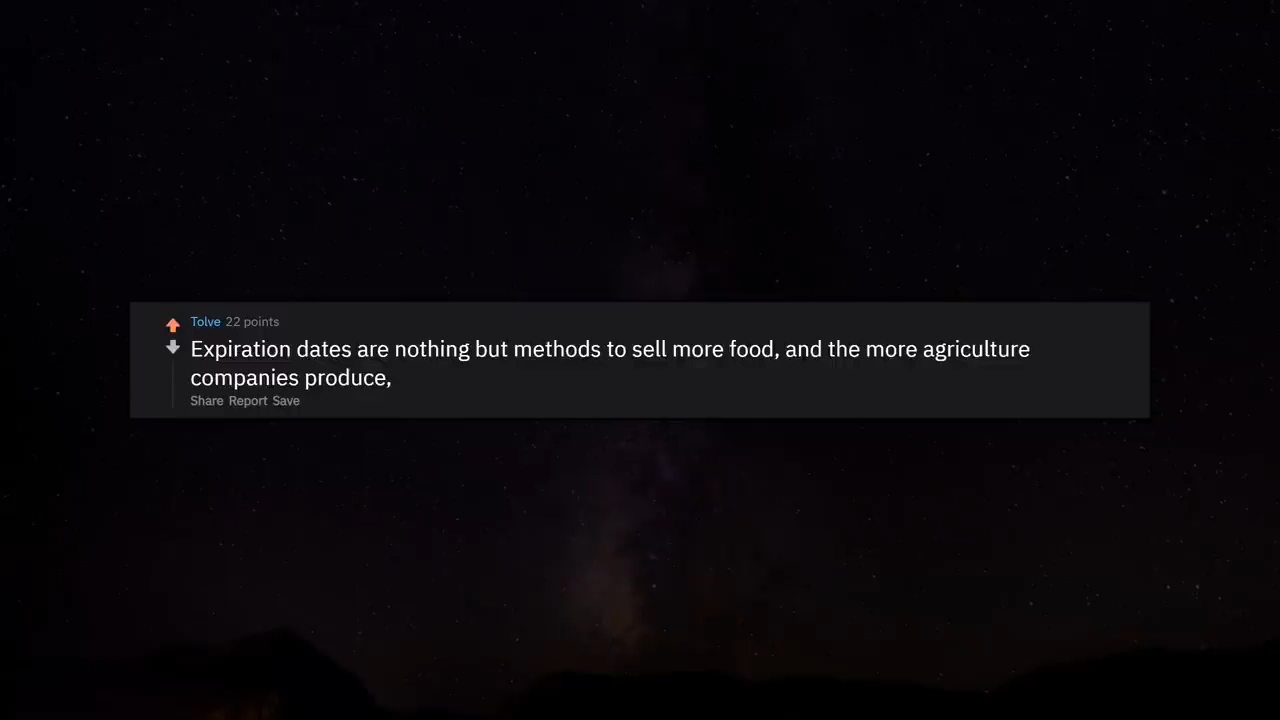 Tolve 22 points
Expiration dates are nothing but methods to sell more food, and the more agriculture
companies produce,
Share Report Save